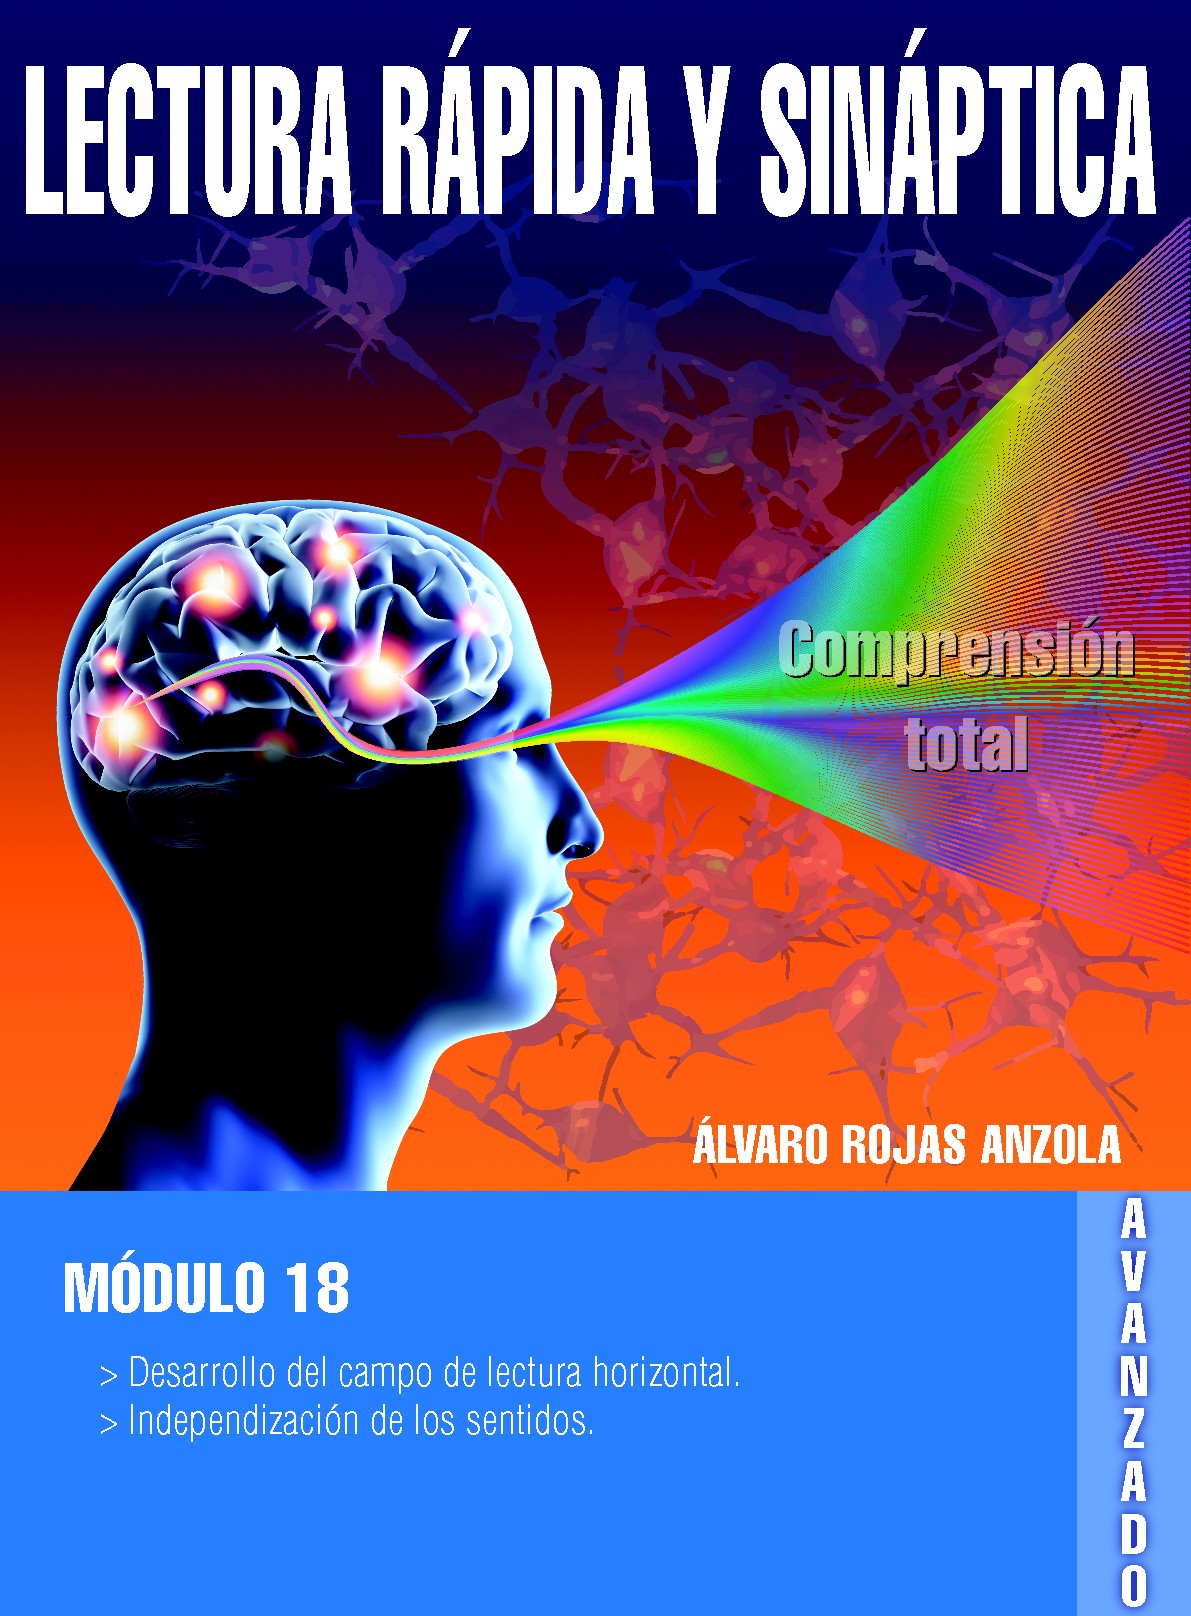 LECTURA RÁPIDA Y SINÁPTICA
Comprensión
total
ÁLVARO ROJAS ANZOLA
MÓDULO 18
> Desarrollo del campo de lectura horizontal.
> Independización de los sentidos.
AVANZADO